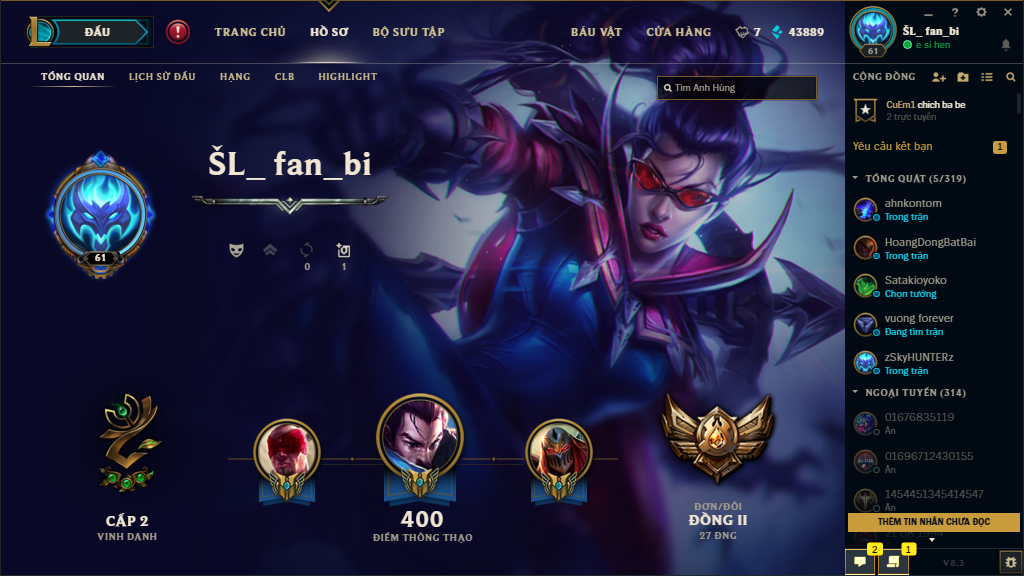 ĐẤU
TRANG CHỦ
HỒ SƠ
BỘ SƯU TẬP
BÁU VẬT
CỬA HÀNG
7
43889
TỔNG QUAN
LỊCH SỬ ĐẤU
HẠNG
CLB
HIGHLIGHT
Tìm Anh Hùng
ŠL_ fan_bi
61
0
1
CẤP 2
VINH DANH
400
ĐIỂM THÔNG THẠO
ĐƠN/ĐÔI
ĐỒNG II
27 ĐNG
ŠL_ fan_bi
e si hen
61
CỘNG ĐỒNG
CuEm1 chich ba be
2 trực tuyến
Yêu cầu kết bạn
1
TỔNG QUÁT (5/319)
ahnkontom
Trong trận
HoangDongBatBai
Trong trận
Satakioyoko
Chọn tướng
vuong forever
Đang tìm trận
zSkyHUNTERz
Trong trận
NGOẠI TUYẾN (314)
01676835119
Ẩn
01696712430155
Ẩn
1454451345414547
Ẩn
THÊM TIN NHẮN CHƯA ĐỌC
2
1
V8.3